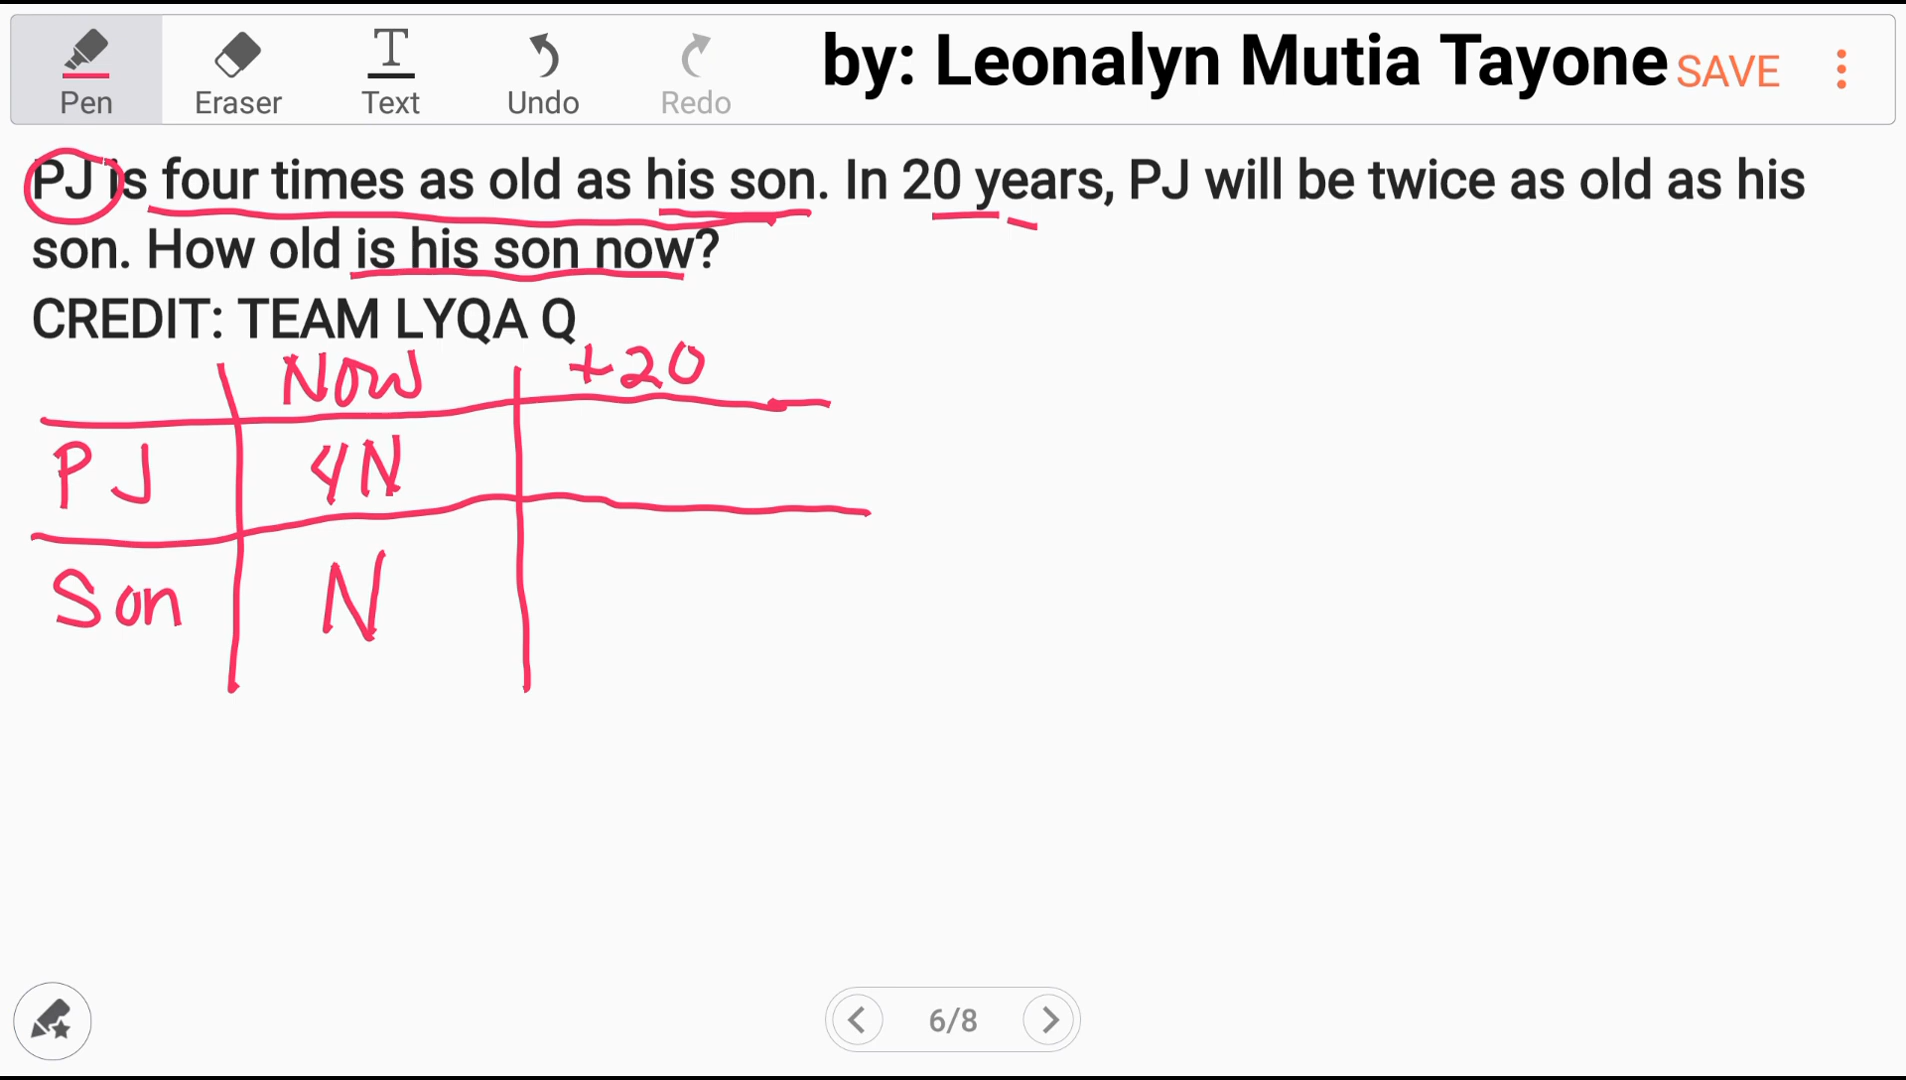 Pen
Eraser
Text
Undo
Redo
by: Leonalyn Mutia Tayone
SAVE
PJ is four times as old as his son. In 20 years, PJ will be twice as old as his
son. How old is his son now?
CREDIT: TEAM LYQA Q
Now +20
PJ 4N
Son N
6/8